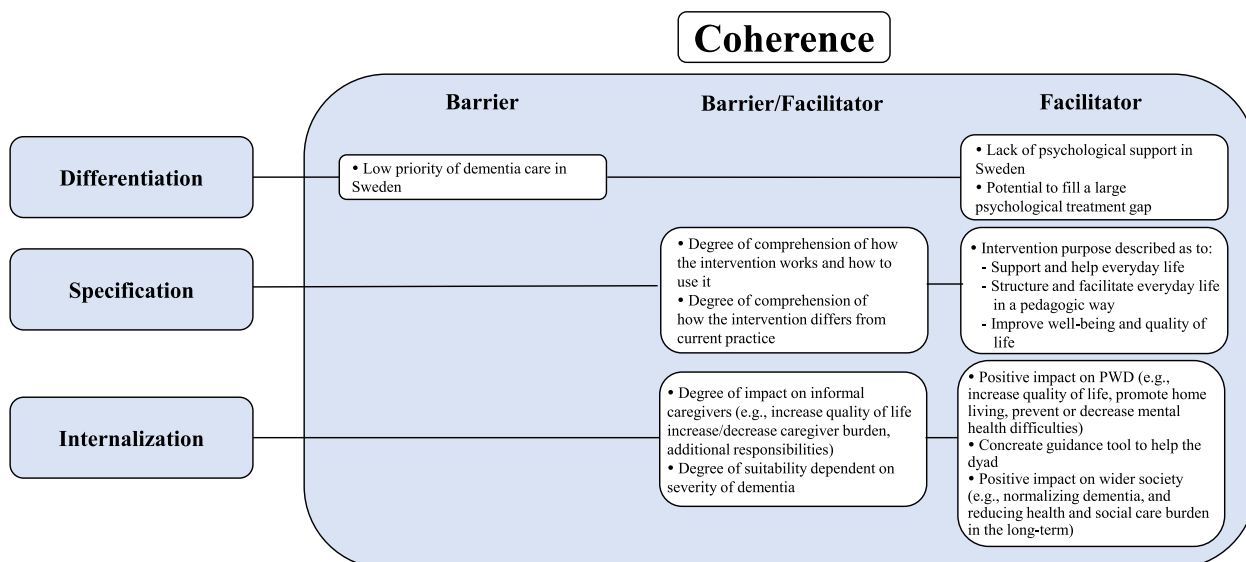 Coherence
Barrier
Barrier/Facilitator
Facilitator
Differentiation
• Low priority of dementia care in
Sweden
• Lack of psychological support in
Sweden
• Potential to fill a large
psychological treatment gap
Specification
• Degree of comprehension of how
the intervention works and how to
use it
• Degree of comprehension of
how the intervention differs from
current practice
• Intervention purpose described as to:
- Support and help everyday life
- Structure and facilitate everyday life
in a pedagogic way
- Improve well-being and quality of
life
Internalization
• Degree of impact on informal
caregivers (e.g., increase quality of life
increase/decrease caregiver burden,
additional responsibilities)
• Degree of suitability dependent on
severity of dementia
• Positive impact on PWD (e.g.,
increase quality of life, promote home
living, prevent or decrease mental
health difficulties)
• Concreate guidance tool to help the
dyad
• Positive impact on wider society
(e.g., normalizing dementia, and
reducing health and social care burden
in the long-term)